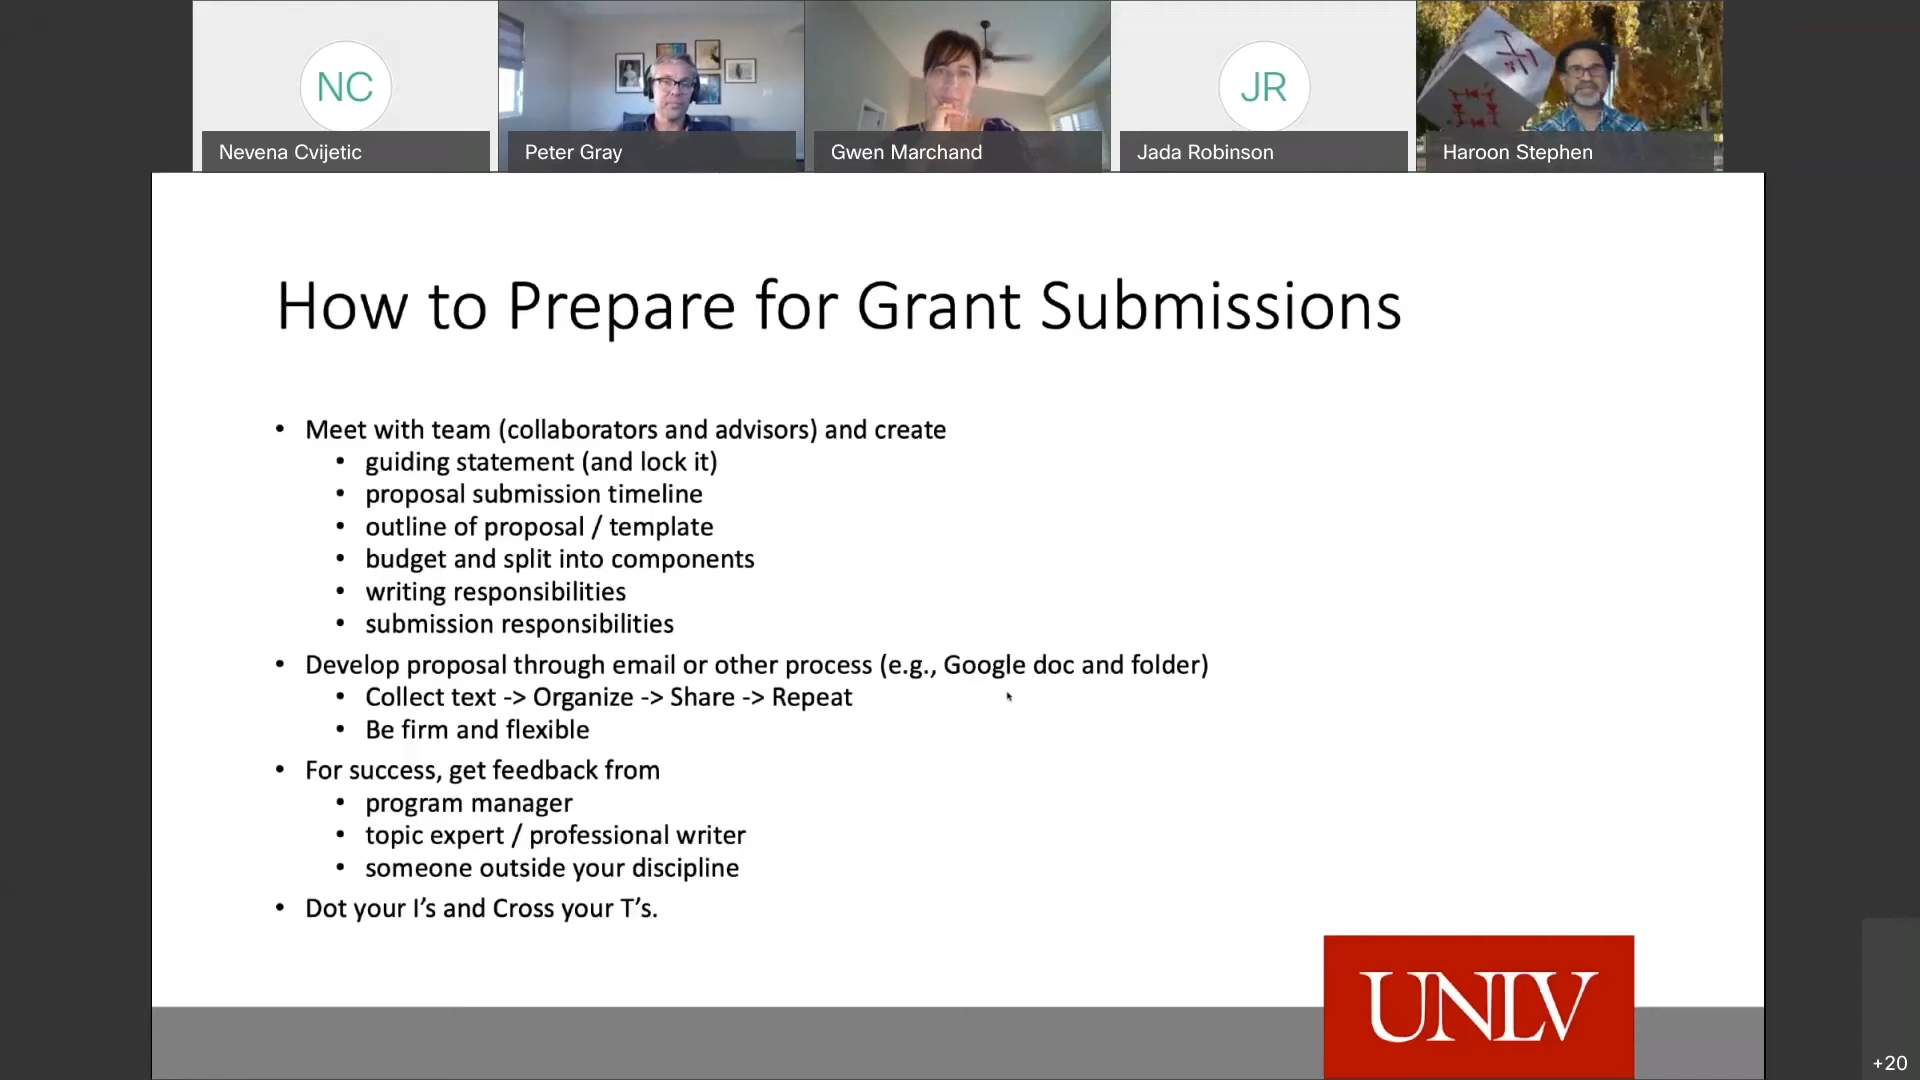 NC
JR
Nevena Cvijetic
Peter Gray
Gwen Marchand
Jada Robinson
Haroon Stephen
How to Prepare for Grant Submissions
• Meet with team (collaborators and advisors) and create
• guiding statement (and lock it)
• proposal submission timeline
• outline of proposal / template
• budget and split into components
• writing responsibilities
• submission responsibilities
• Develop proposal through email or other process (e.g., Google doc and folder)
• Collect text -> Organize -> Share -> Repeat
• Be firm and flexible
• For success, get feedback from
• program manager
• topic expert / professional writer
• someone outside your discipline
• Dot your I’s and Cross your T’s.
UNLV
+20